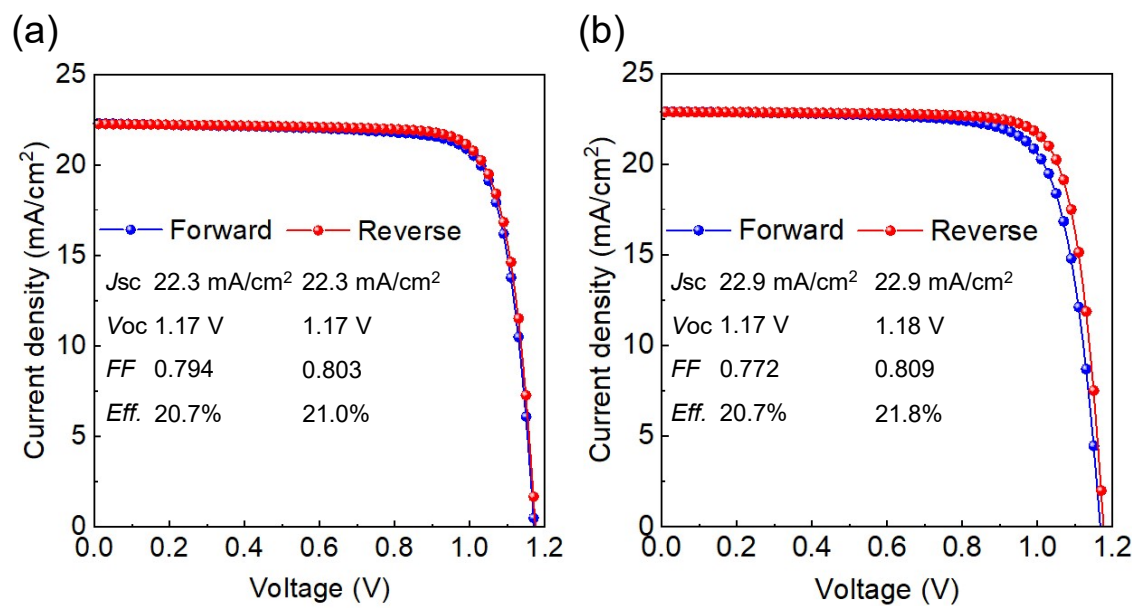 (a)
25
20
15
10
5
0
Current density (mA/cm²)
Forward Reverse
Jsc 22.3 mA/cm² 22.3 mA/cm²
Voc 1.17 V 1.17 V
FF 0.794 0.803
Eff. 20.7% 21.0%
0.0 0.2 0.4 0.6 0.8 1.0 1.2
Voltage (V)
(b)
25
20
15
10
5
0
Current density (mA/cm²)
Forward Reverse
Jsc 22.9 mA/cm² 22.9 mA/cm²
Voc 1.17 V 1.18 V
FF 0.772 0.809
Eff. 20.7% 21.8%
0.0 0.2 0.4 0.6 0.8 1.0 1.2
Voltage (V)